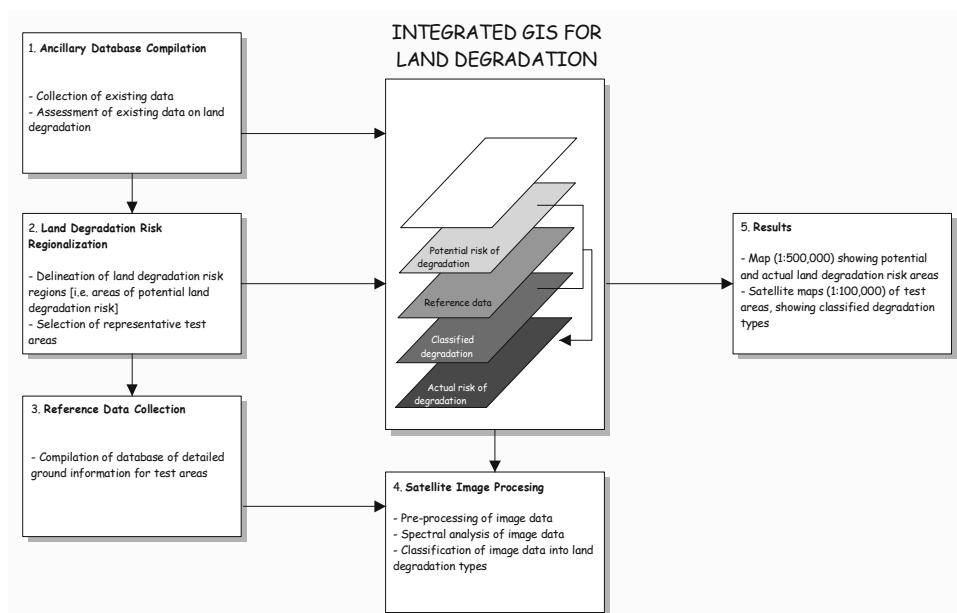 INTEGRATED GIS FOR
LAND DEGRADATION
1. Ancillary Database Compilation
- Collection of existing data
- Assessment of existing data on land
degradation
2. Land Degradation Risk
Regionalization
- Delineation of land degradation risk
regions [i.e. areas of potential land
degradation risk]
- Selection of representative test
areas
3. Reference Data Collection
- Compilation of database of detailed
ground information for test areas
Potential risk of
degradation
Reference data
Classified
degradation
Actual risk of
degradation
4. Satellite Image Procesing
- Pre-processing of image data
- Spectral analysis of image data
- Classification of image data into land
degradation types
5. Results
- Map (1:500,000) showing potential
and actual land degradation risk areas
- Satellite maps (1:100,000) of test
areas, showing classified degradation
types